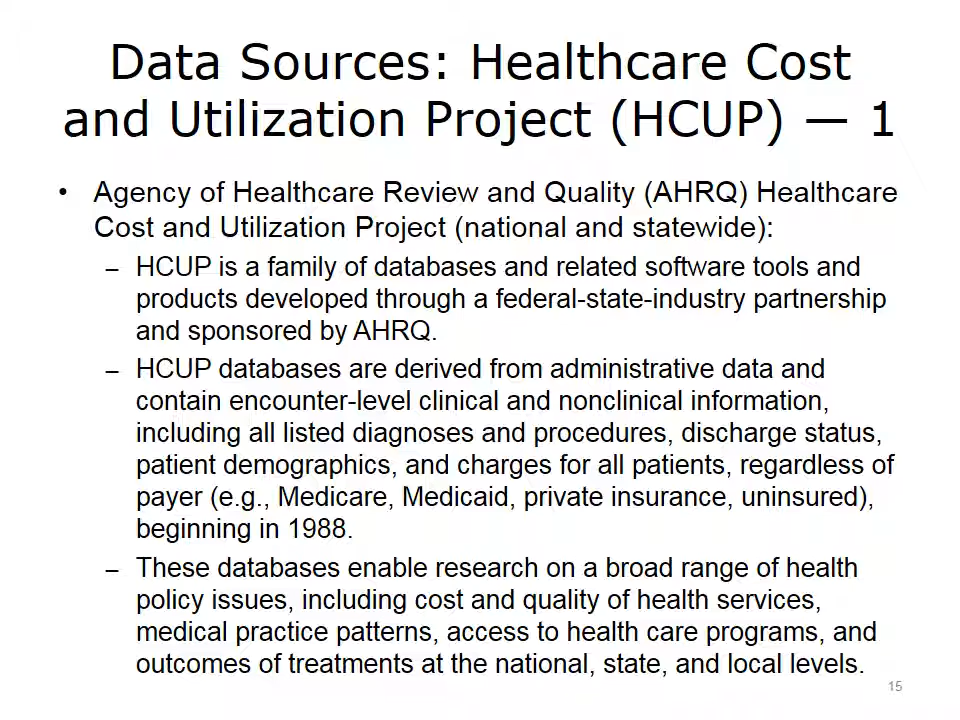 Data Sources: Healthcare Cost
and Utilization Project (HCUP) — 1
• Agency of Healthcare Review and Quality (AHRQ) Healthcare
Cost and Utilization Project (national and statewide):
– HCUP is a family of databases and related software tools and
products developed through a federal-state-industry partnership
and sponsored by AHRQ.
– HCUP databases are derived from administrative data and
contain encounter-level clinical and nonclinical information,
including all listed diagnoses and procedures, discharge status,
patient demographics, and charges for all patients, regardless of
payer (e.g., Medicare, Medicaid, private insurance, uninsured),
beginning in 1988.
– These databases enable research on a broad range of health
policy issues, including cost and quality of health services,
medical practice patterns, access to health care programs, and
outcomes of treatments at the national, state, and local levels.
15